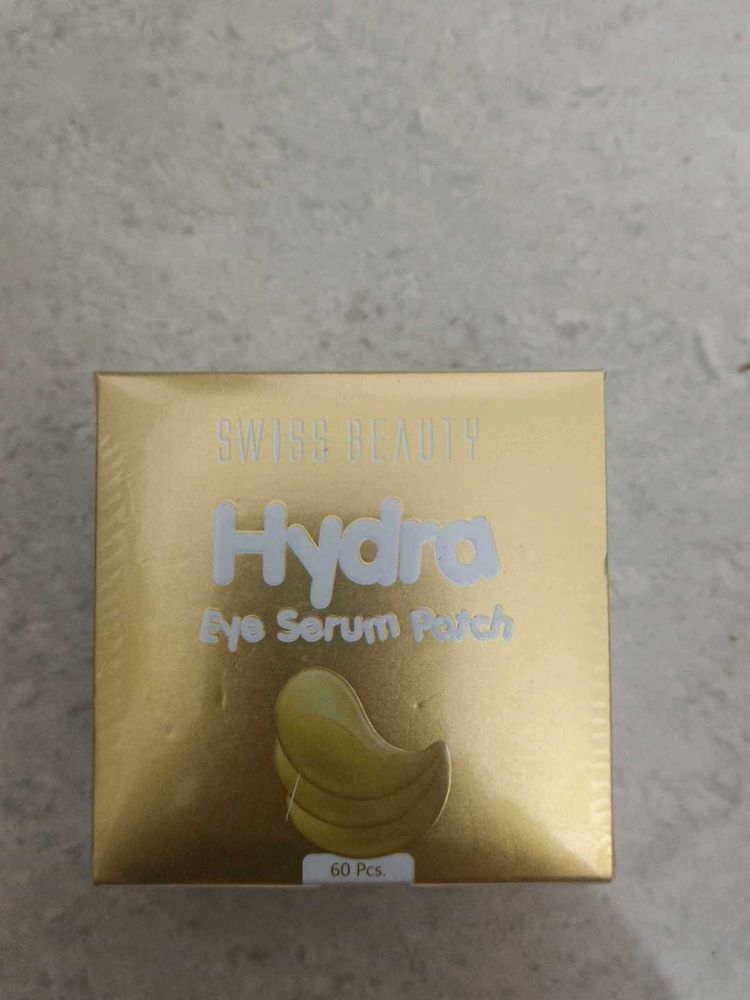 SWISS BEAUTY
Hydra
Eye Serum Patch
60 Pcs.